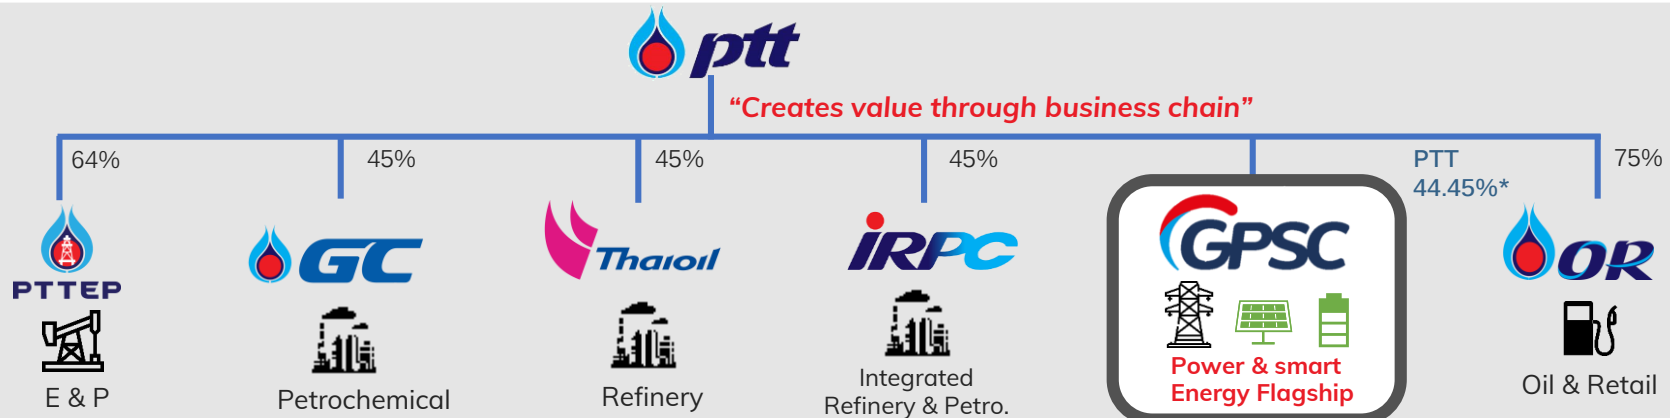 ptt
“Creates value through business chain”
64%
45%
45%
45%
PTT
44.45%*
75%
PTTEP
GC
Thaioil
IRPC
GPSC
OR
E & P
Petrochemical
Refinery
Integrated
Refinery & Petro.
Power & smart
Energy Flagship
Oil & Retail